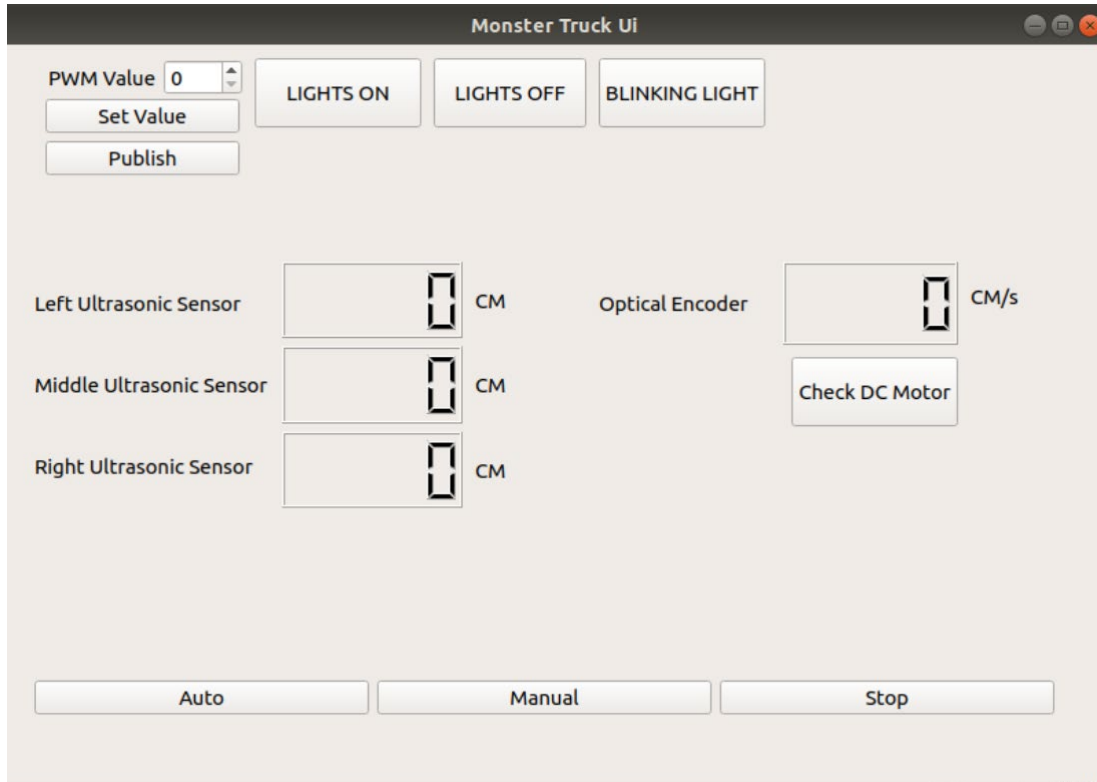 Monster Truck Ui
PWM Value 0
Set Value
Publish
LIGHTS ON
LIGHTS OFF
BLINKING LIGHT
Left Ultrasonic Sensor 0 CM
Optical Encoder 0 CM/s
Middle Ultrasonic Sensor 0 CM
Check DC Motor
Right Ultrasonic Sensor 0 CM
Auto
Manual
Stop